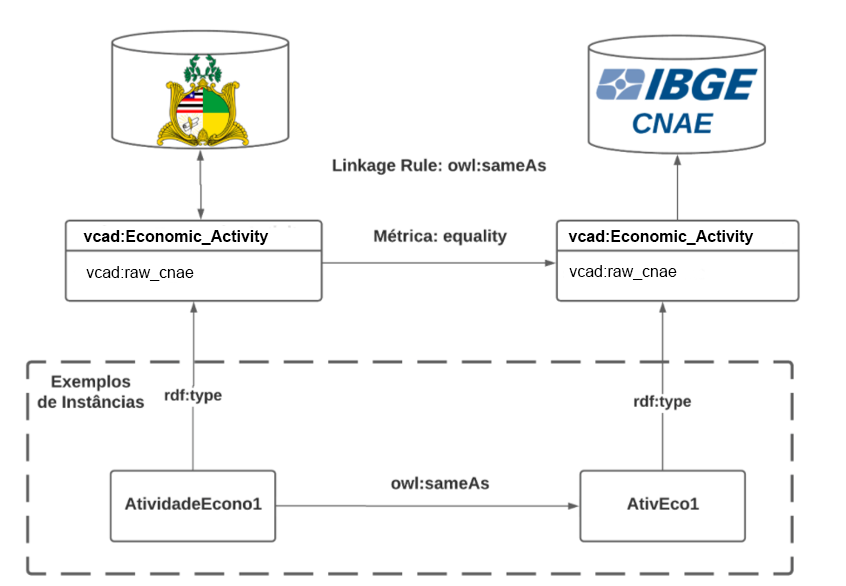 IBGE
CNAE
Linkage Rule: owl:sameAs
vcad:Economic_Activity
Métrica: equality
vcad:Economic_Activity
vcad:raw_cnae
vcad:raw_cnae
Exemplos
de Instâncias
rdf:type
rdf:type
AtividadeEcono1
owl:sameAs
AtivEco1